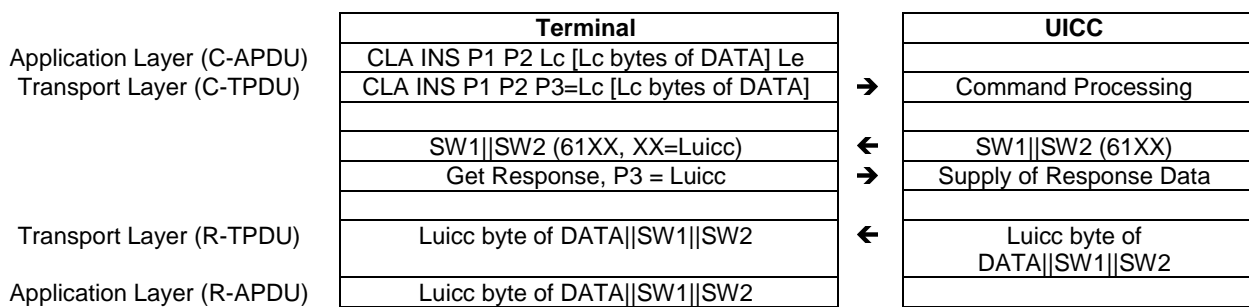 Terminal UICC
Application Layer (C-APDU) CLA INS P1 P2 Lc [Lc bytes of DATA] Le
Transport Layer (C-TPDU) CLA INS P1 P2 P3=Lc [Lc bytes of DATA] → Command Processing
SW1||SW2 (61XX, XX=Luicc) ← SW1||SW2 (61XX)
Get Response, P3 = Luicc → Supply of Response Data
Transport Layer (R-TPDU) Luicc byte of DATA||SW1||SW2 ← Luicc byte of
DATA||SW1||SW2
Application Layer (R-APDU) Luicc byte of DATA||SW1||SW2